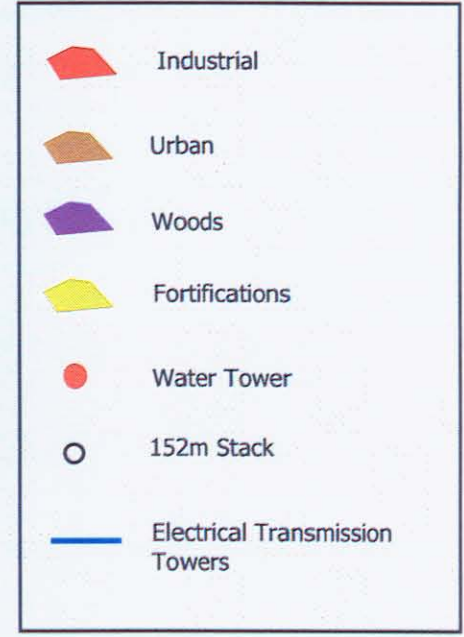 Industrial
Urban
Woods
Fortifications
Water Tower
152m Stack
Electrical Transmission
Towers